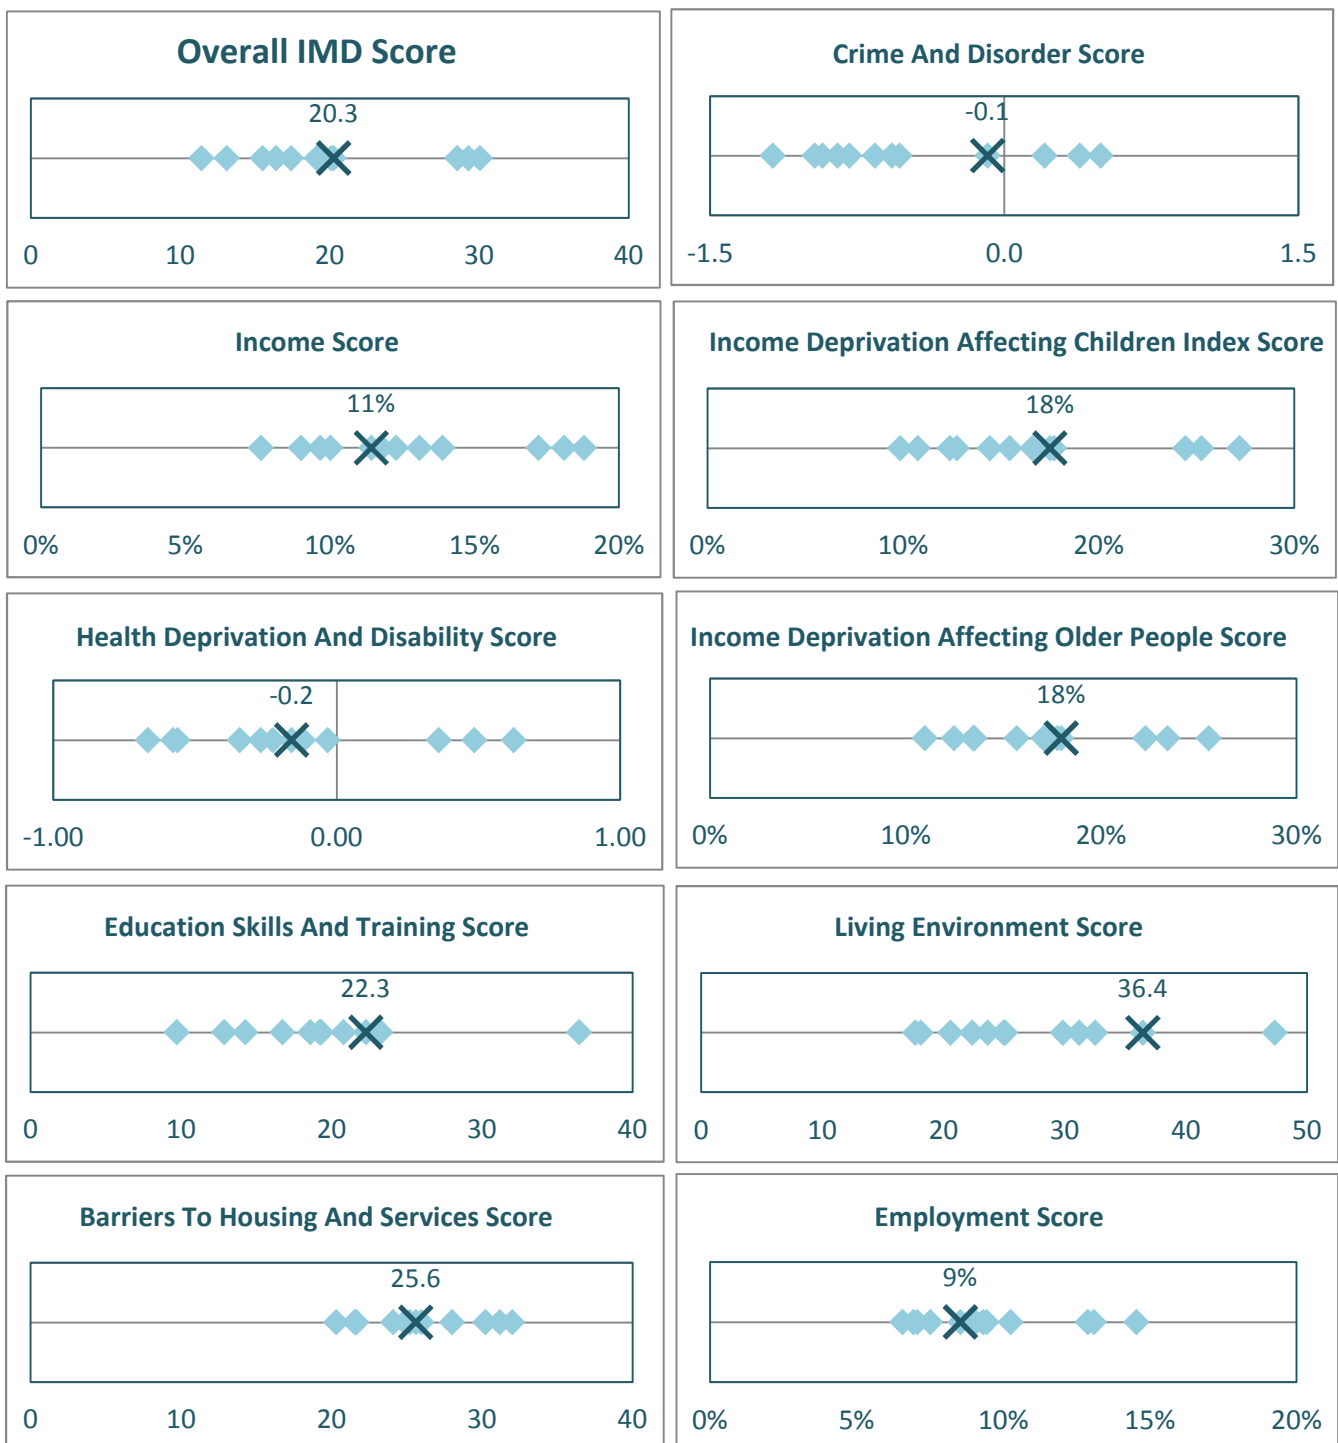 Overall IMD Score
20.3
0 10 20 30 40
Crime And Disorder Score
-0.1
-1.5 0.0 1.5
Income Score
11%
0% 5% 10% 15% 20%
Income Deprivation Affecting Children Index Score
18%
0% 10% 20% 30%
Health Deprivation And Disability Score
-0.2
-1.00 0.00 1.00
Income Deprivation Affecting Older People Score
18%
0% 10% 20% 30%
Education Skills And Training Score
22.3
0 10 20 30 40
Living Environment Score
36.4
0 10 20 30 40 50
Barriers To Housing And Services Score
25.6
0 10 20 30 40
Employment Score
9%
0% 5% 10% 15% 20%